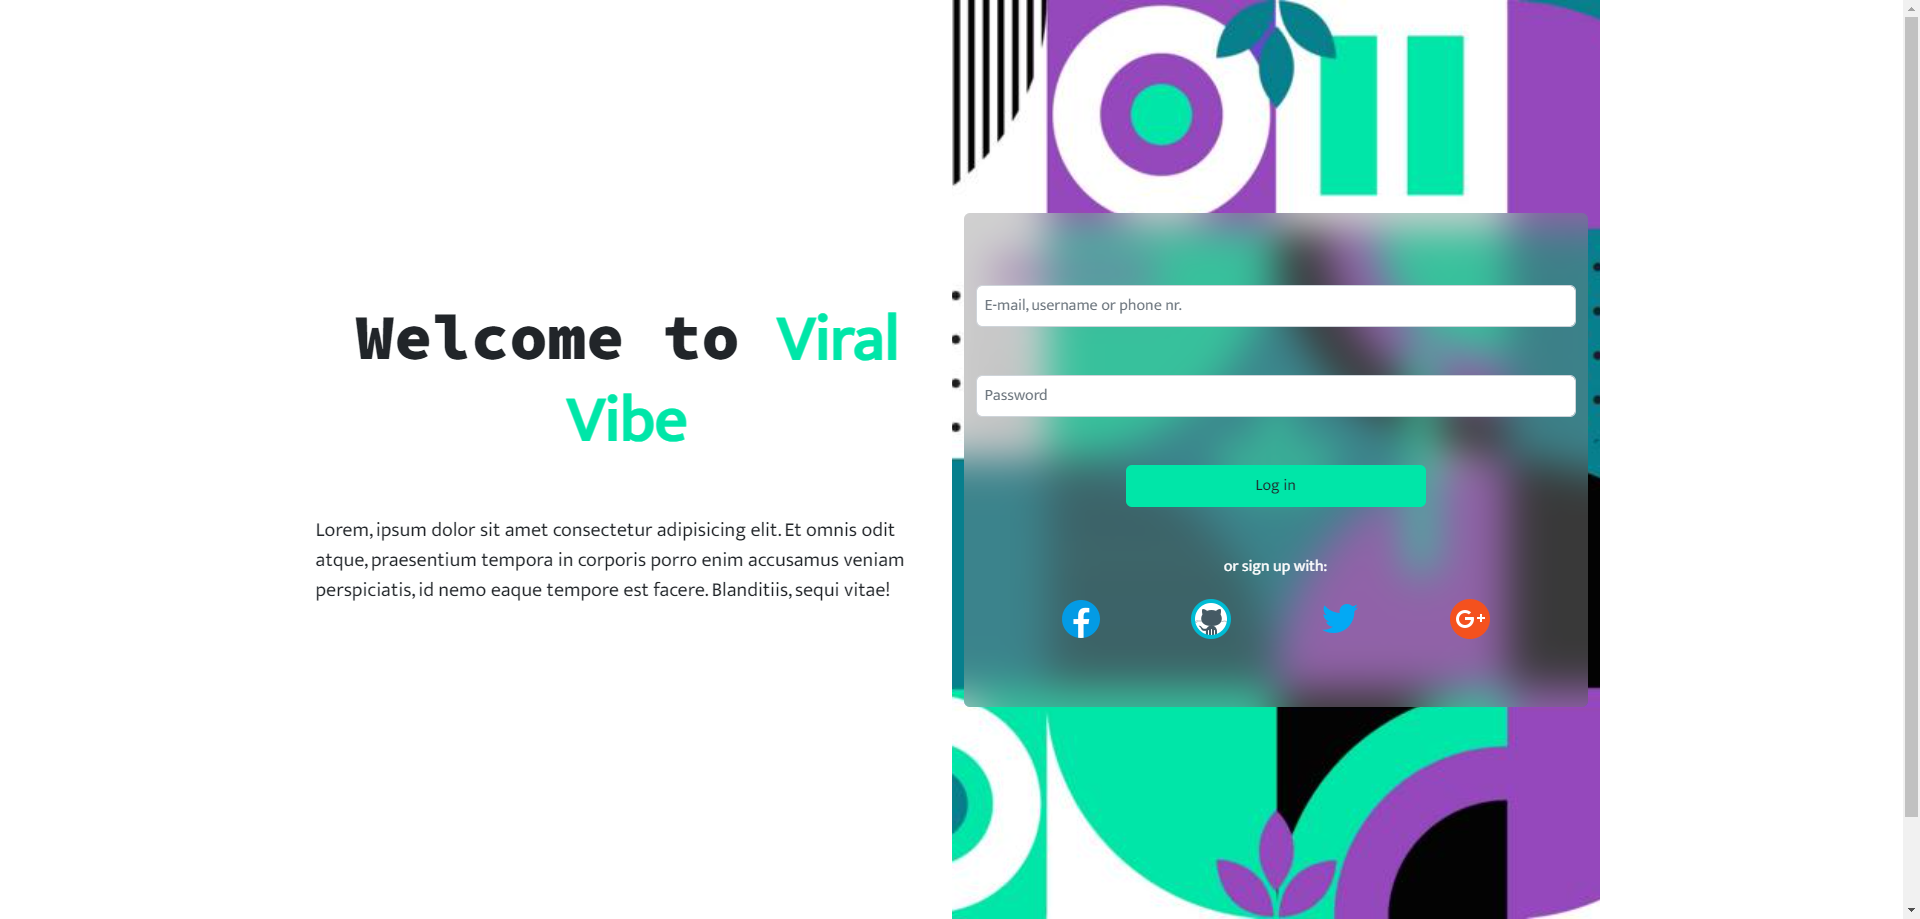 Welcome to Viral
Vibe
Lorem, ipsum dolor sit amet consectetur adipisicing elit. Et omnis odit
atque, praesentium tempora in corporis porro enim accusamus veniam
perspiciatis, id nemo eaque tempore est facere. Blanditiis, sequi vitae!
E-mail, username or phone nr.
Password
Log in
or sign up with:
G+